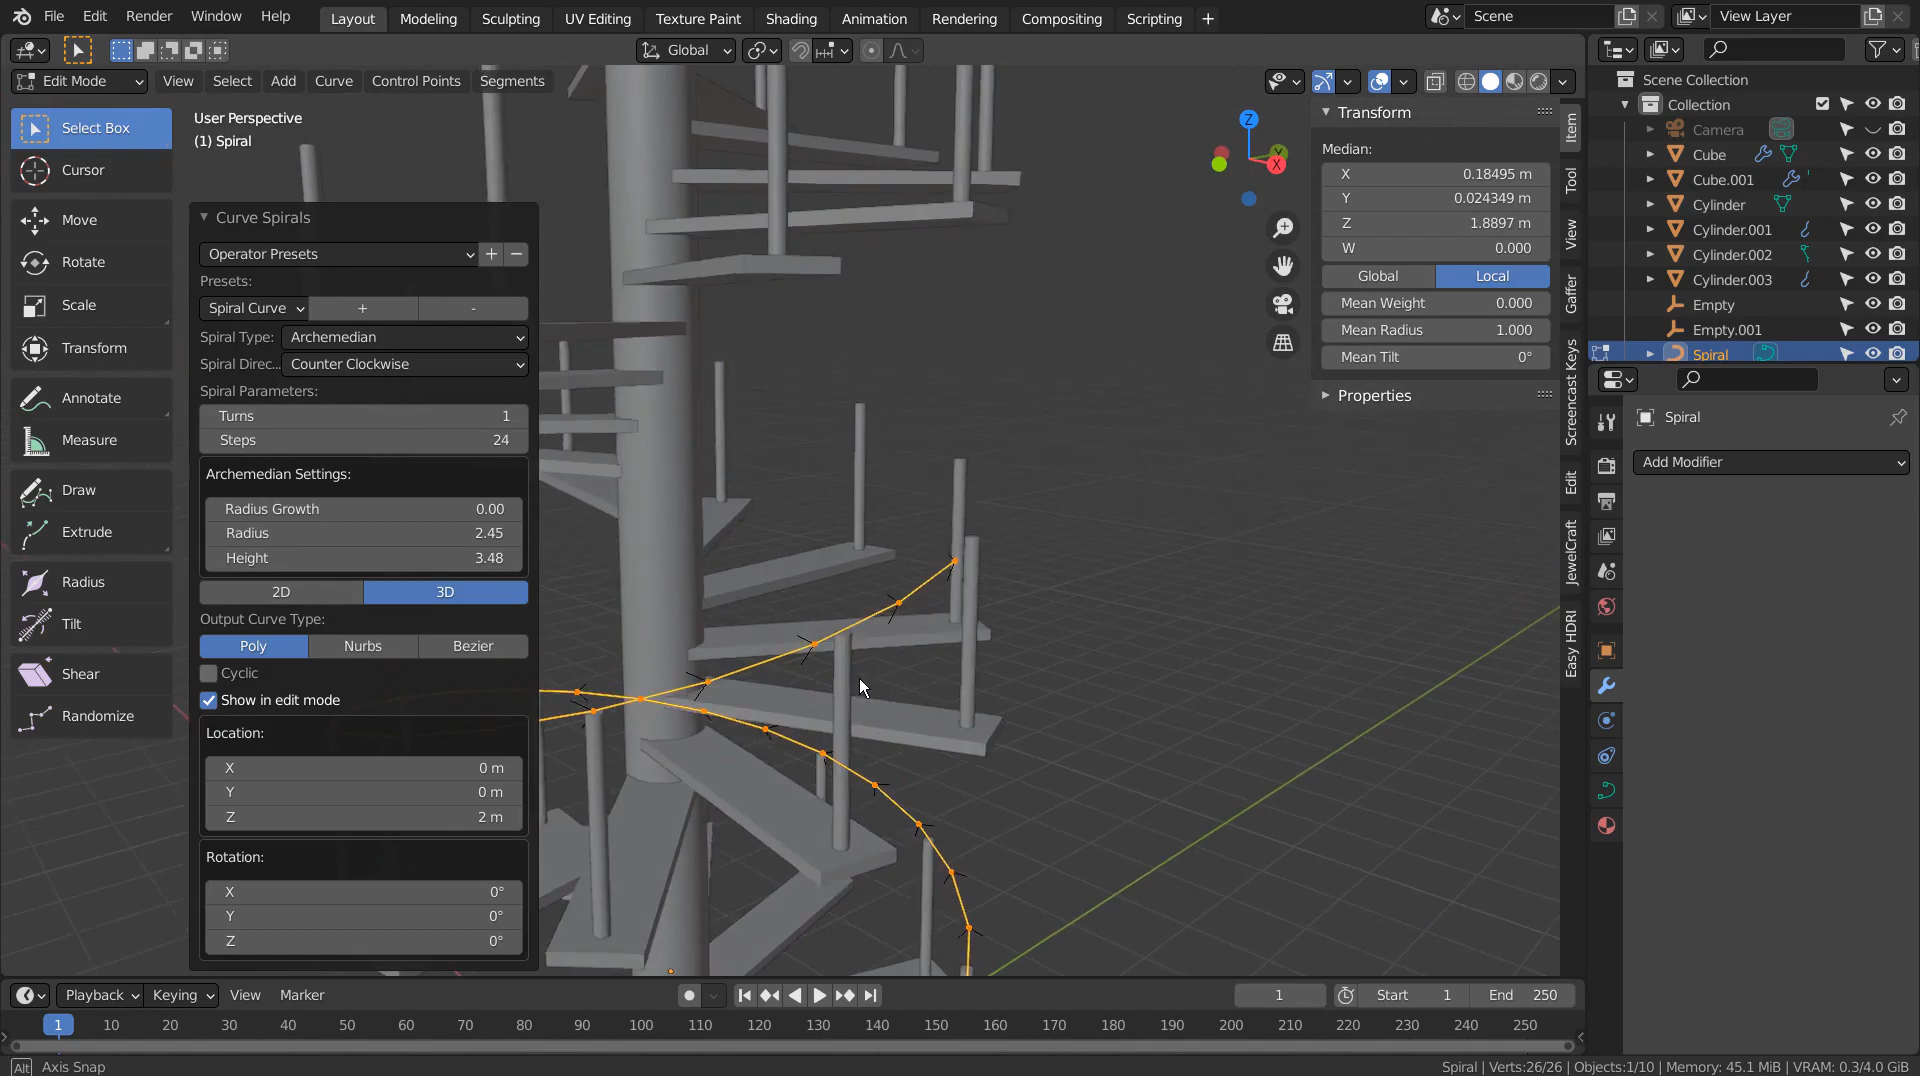 File Edit Render Window Help Layout Modeling Sculpting UV Editing Texture Paint Shading Animation Rendering Compositing Scripting + Scene View Layer
Global
Edit Mode View Select Add Curve Control Points Segments
Select Box
Cursor
Move
Rotate
Scale
Transform
Annotate
Measure
Draw
Extrude
Radius
Tilt
Shear
Randomize
User Perspective
(1) Spiral
Curve Spirals
Operator Presets + −
Presets:
Spiral Curve + -
Spiral Type: Archemedian
Spiral Direc... Counter Clockwise
Spiral Parameters:
Turns 1
Steps 24
Archemedian Settings:
Radius Growth 0.00
Radius 2.45
Height 3.48
2D 3D
Output Curve Type:
Poly Nurbs Bezier
Cyclic
Show in edit mode
Location:
X 0 m
Y 0 m
Z 2 m
Rotation:
X 0°
Y 0°
Z 0°
Z
Y
X
Transform
Median:
X 0.18495 m
Y 0.024349 m
Z 1.8897 m
W 0.000
Global Local
Mean Weight 0.000
Mean Radius 1.000
Mean Tilt 0°
Properties
Item
Tool
View
Gaffer
Screencast Keys
Edit
JewelCraft
Easy HDRI
Scene Collection
Collection
Camera
Cube
Cube.001
Cylinder
Cylinder.001
Cylinder.002
Cylinder.003
Empty
Empty.001
Spiral
Spiral
Add Modifier
Playback Keying View Marker 1 Start 1 End 250
1 10 20 30 40 50 60 70 80 90 100 110 120 130 140 150 160 170 180 190 200 210 220 230 240 250
Alt Axis Snap Spiral | Verts:26/26 | Objects:1/10 | Memory: 45.1 MiB | VRAM: 0.3/4.0 GiB